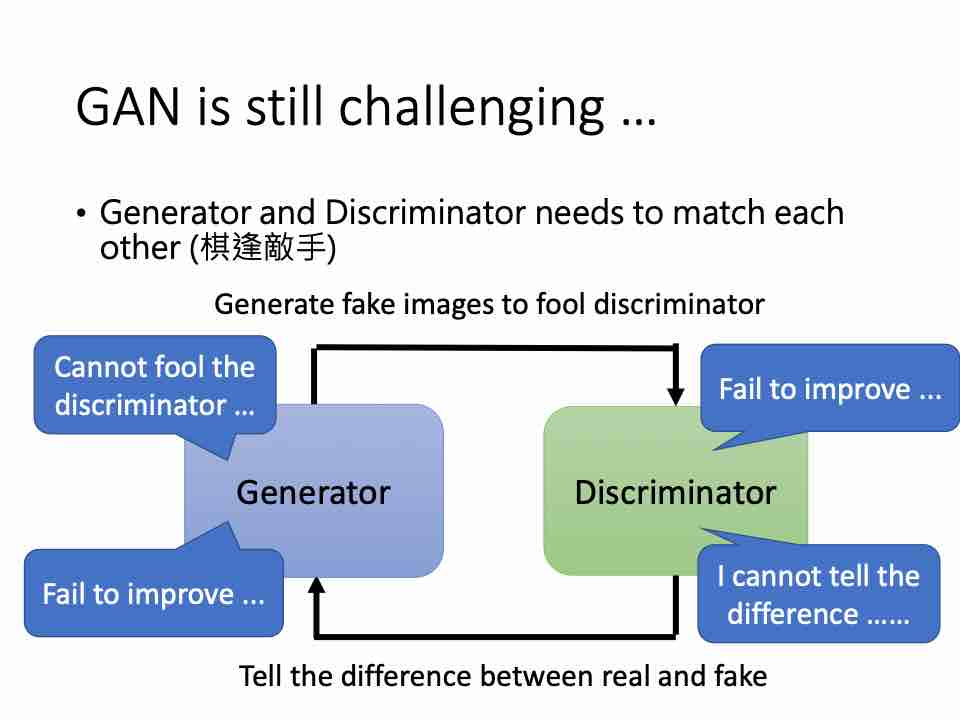 GAN is still challenging …
• Generator and Discriminator needs to match each
other (棋逢敵手)
Generate fake images to fool discriminator
Cannot fool the
discriminator …
Fail to improve ...
Generator
Discriminator
Fail to improve ...
I cannot tell the
difference ……
Tell the difference between real and fake